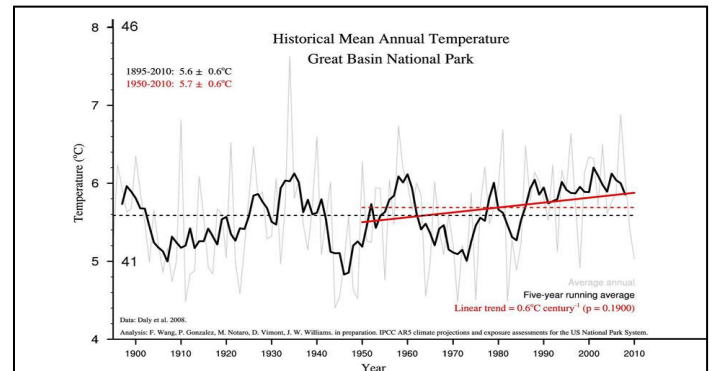 Historical Mean Annual Temperature
Great Basin National Park
1895-2010: 5.6 ± 0.6°C
1950-2010: 5.7 ± 0.6°C
8
46
7
6
5
41
4
Temperature (°C)
Average annual
Five-year running average
Linear trend = 0.6°C century⁻¹ (p = 0.1900)
Data: Daly et al. 2008.
Analysis: F. Wang, P. Gonzalez, M. Notaro, D. Vimont, J. W. Williams. in preparation. IPCC AR5 climate projections and exposure assessments for the US National Park System.
1900 1910 1920 1930 1940 1950 1960 1970 1980 1990 2000 2010
Year